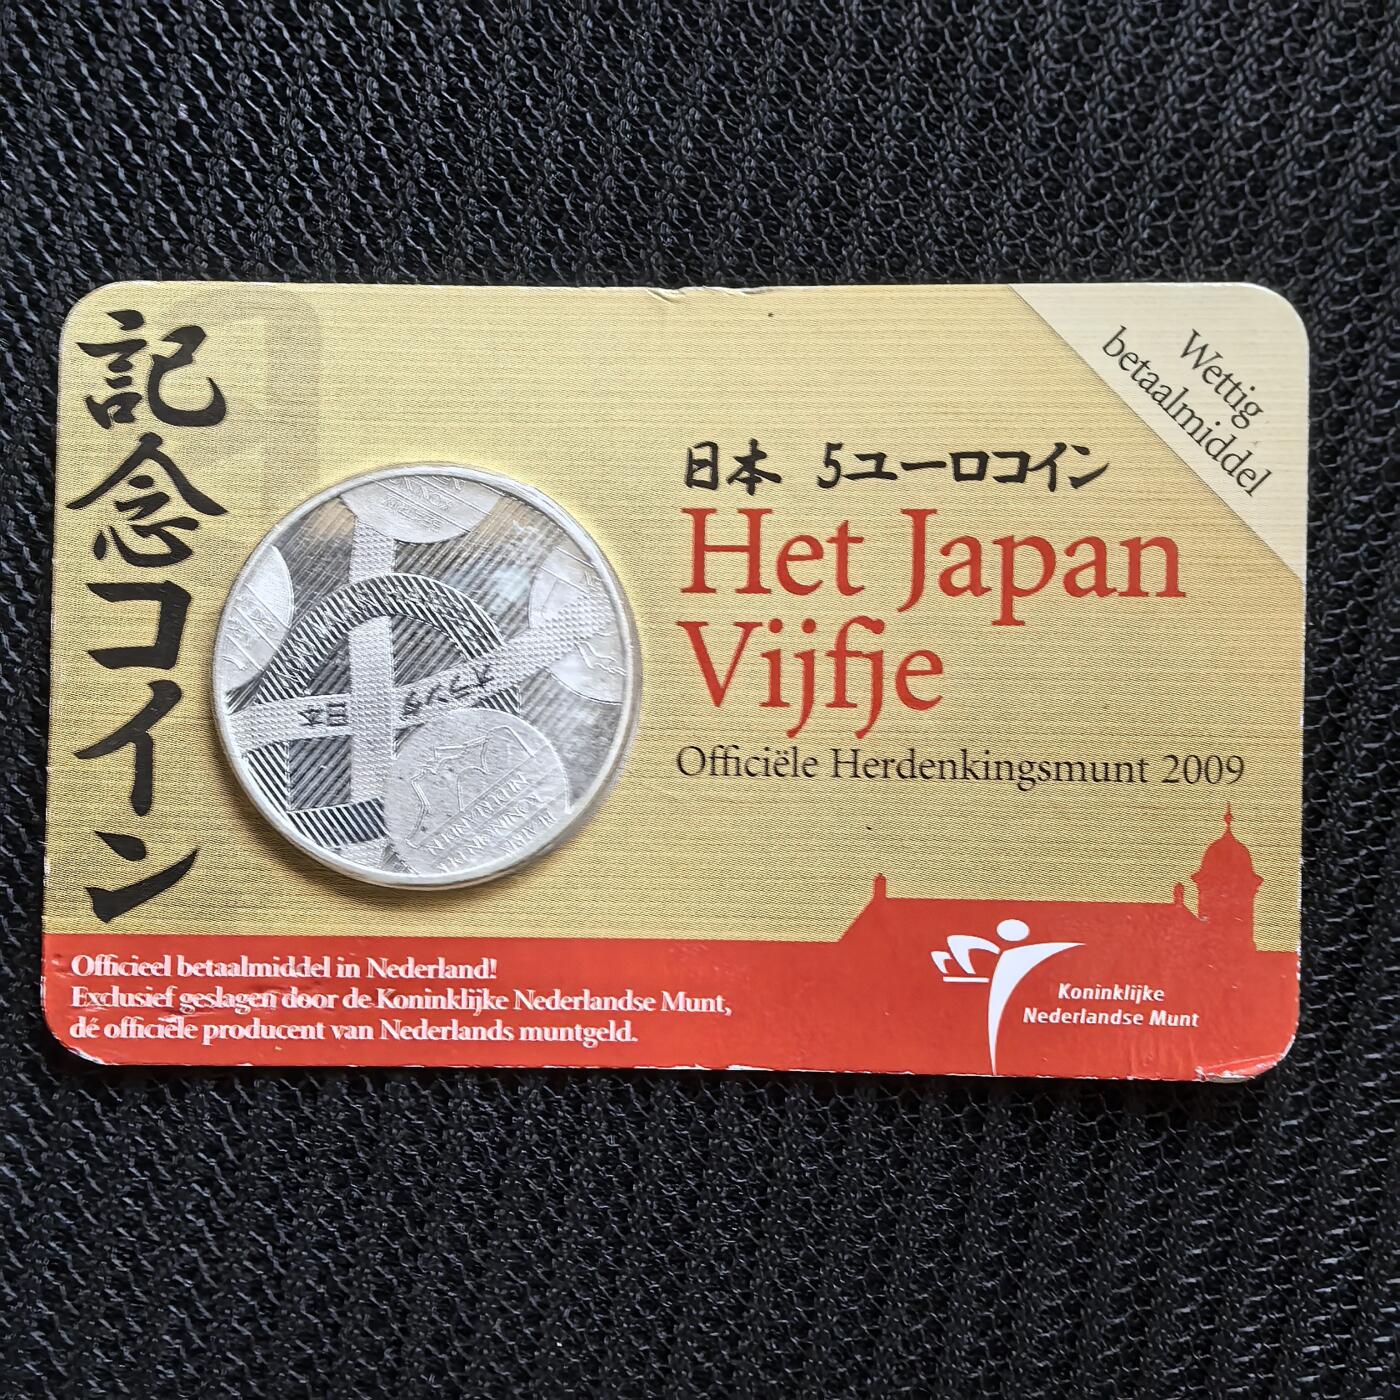 記念コイン
日本 5ユーロコイン
Het Japan
Vijfje
Officiële Herdenkingsmunt 2009
Wettig
betaalmiddel
Officieel betaalmiddel in Nederland!
Exclusief geslagen door de Koninklijke Nederlandse Munt,
dé officiële producent van Nederlands muntgeld.
Koninklijke
Nederlandse Munt